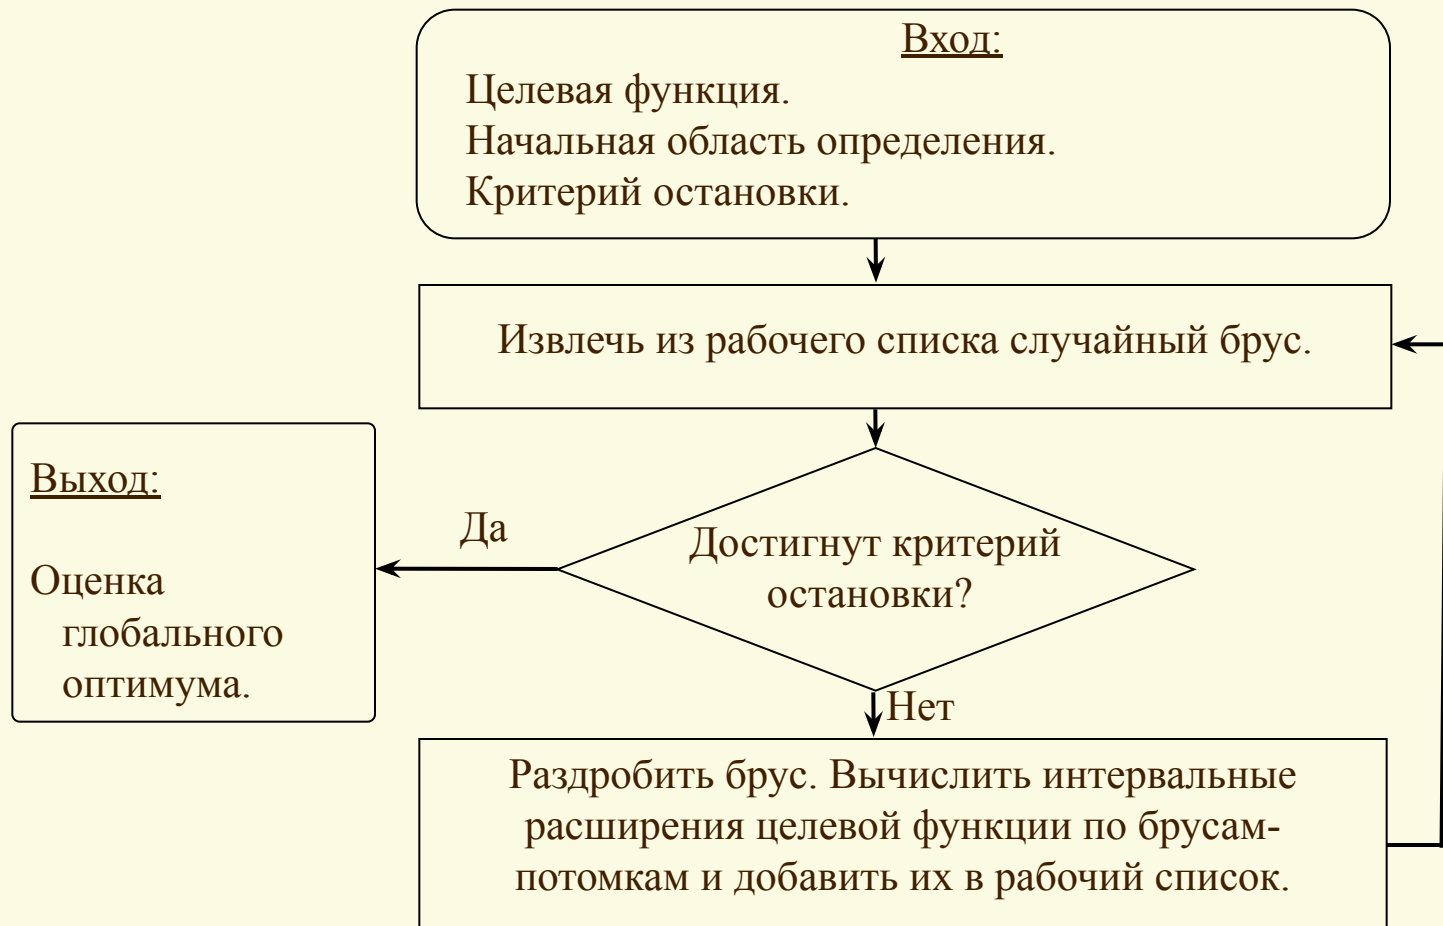 Вход:
Целевая функция.
Начальная область определения.
Критерий остановки.
Извлечь из рабочего списка случайный брус.
Достигнут критерий
остановки?
Да
Выход:
Оценка
глобального
оптимума.
Нет
Раздробить брус. Вычислить интервальные
расширения целевой функции по брусам-
потомкам и добавить их в рабочий список.